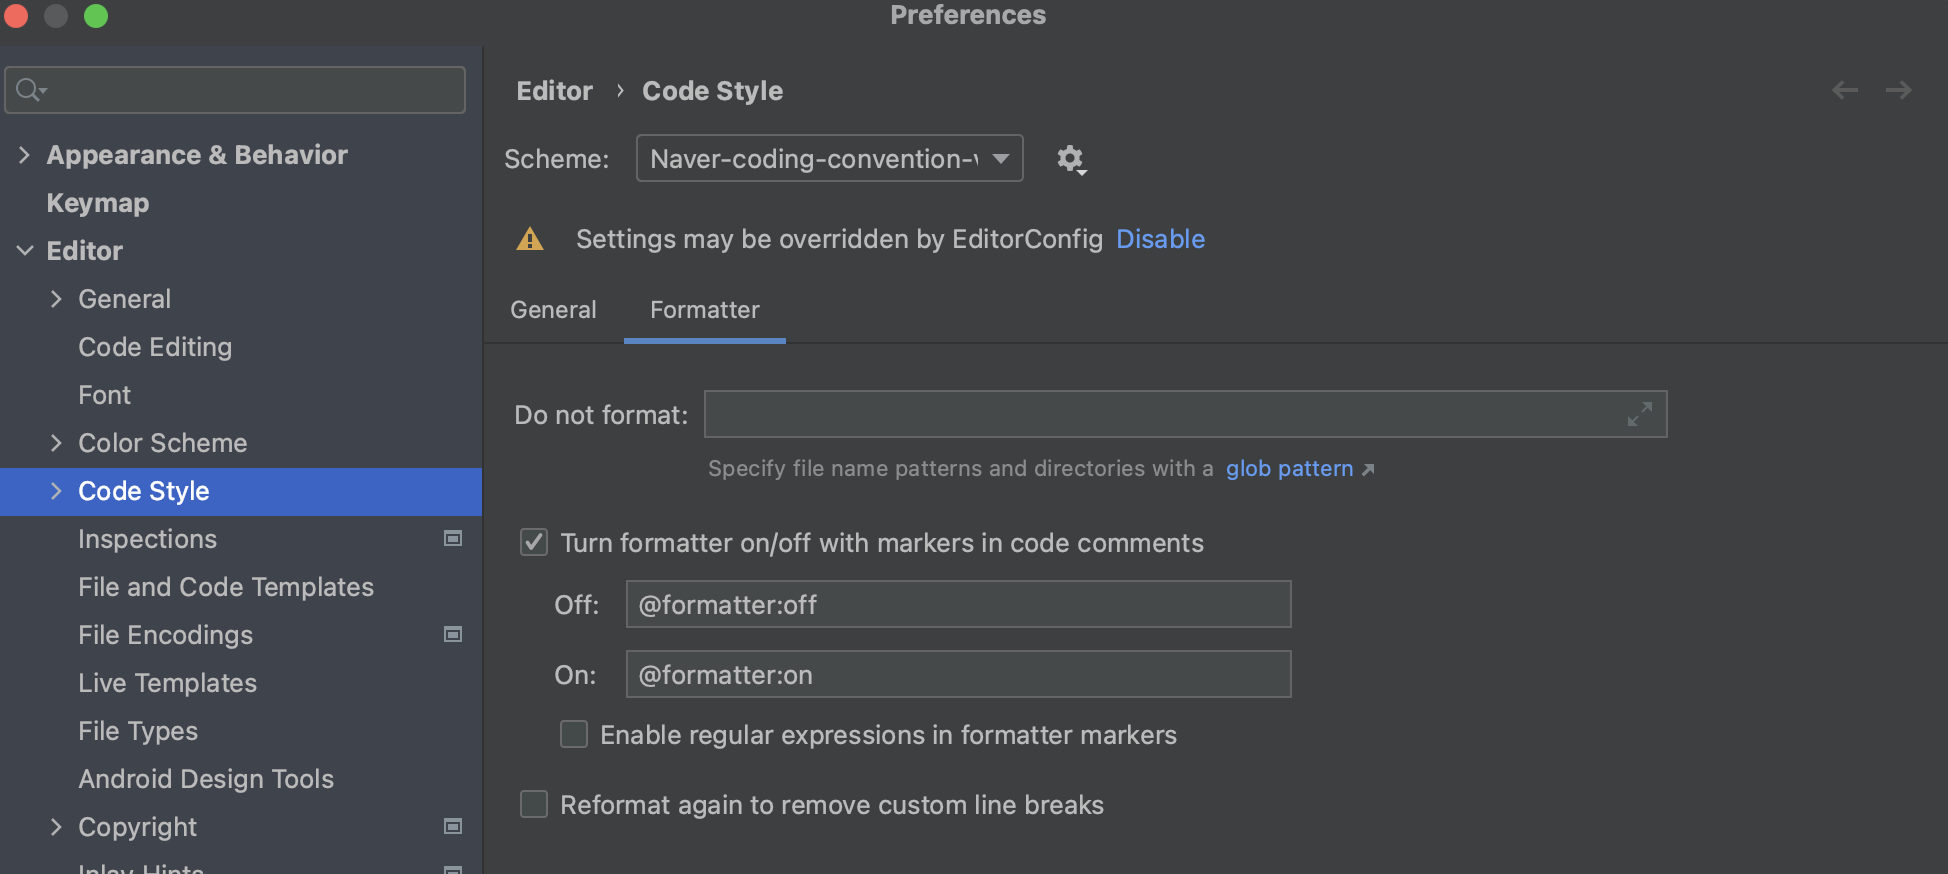 Preferences
Appearance & Behavior
Keymap
Editor
General
Code Editing
Font
Color Scheme
Code Style
Inspections
File and Code Templates
File Encodings
Live Templates
File Types
Android Design Tools
Copyright
Inlay Hints
Editor › Code Style
Scheme: Naver-coding-convention-
Settings may be overridden by EditorConfig Disable
General Formatter
Do not format:
Specify file name patterns and directories with a glob pattern ↗
Turn formatter on/off with markers in code comments
Off: @formatter:off
On: @formatter:on
Enable regular expressions in formatter markers
Reformat again to remove custom line breaks